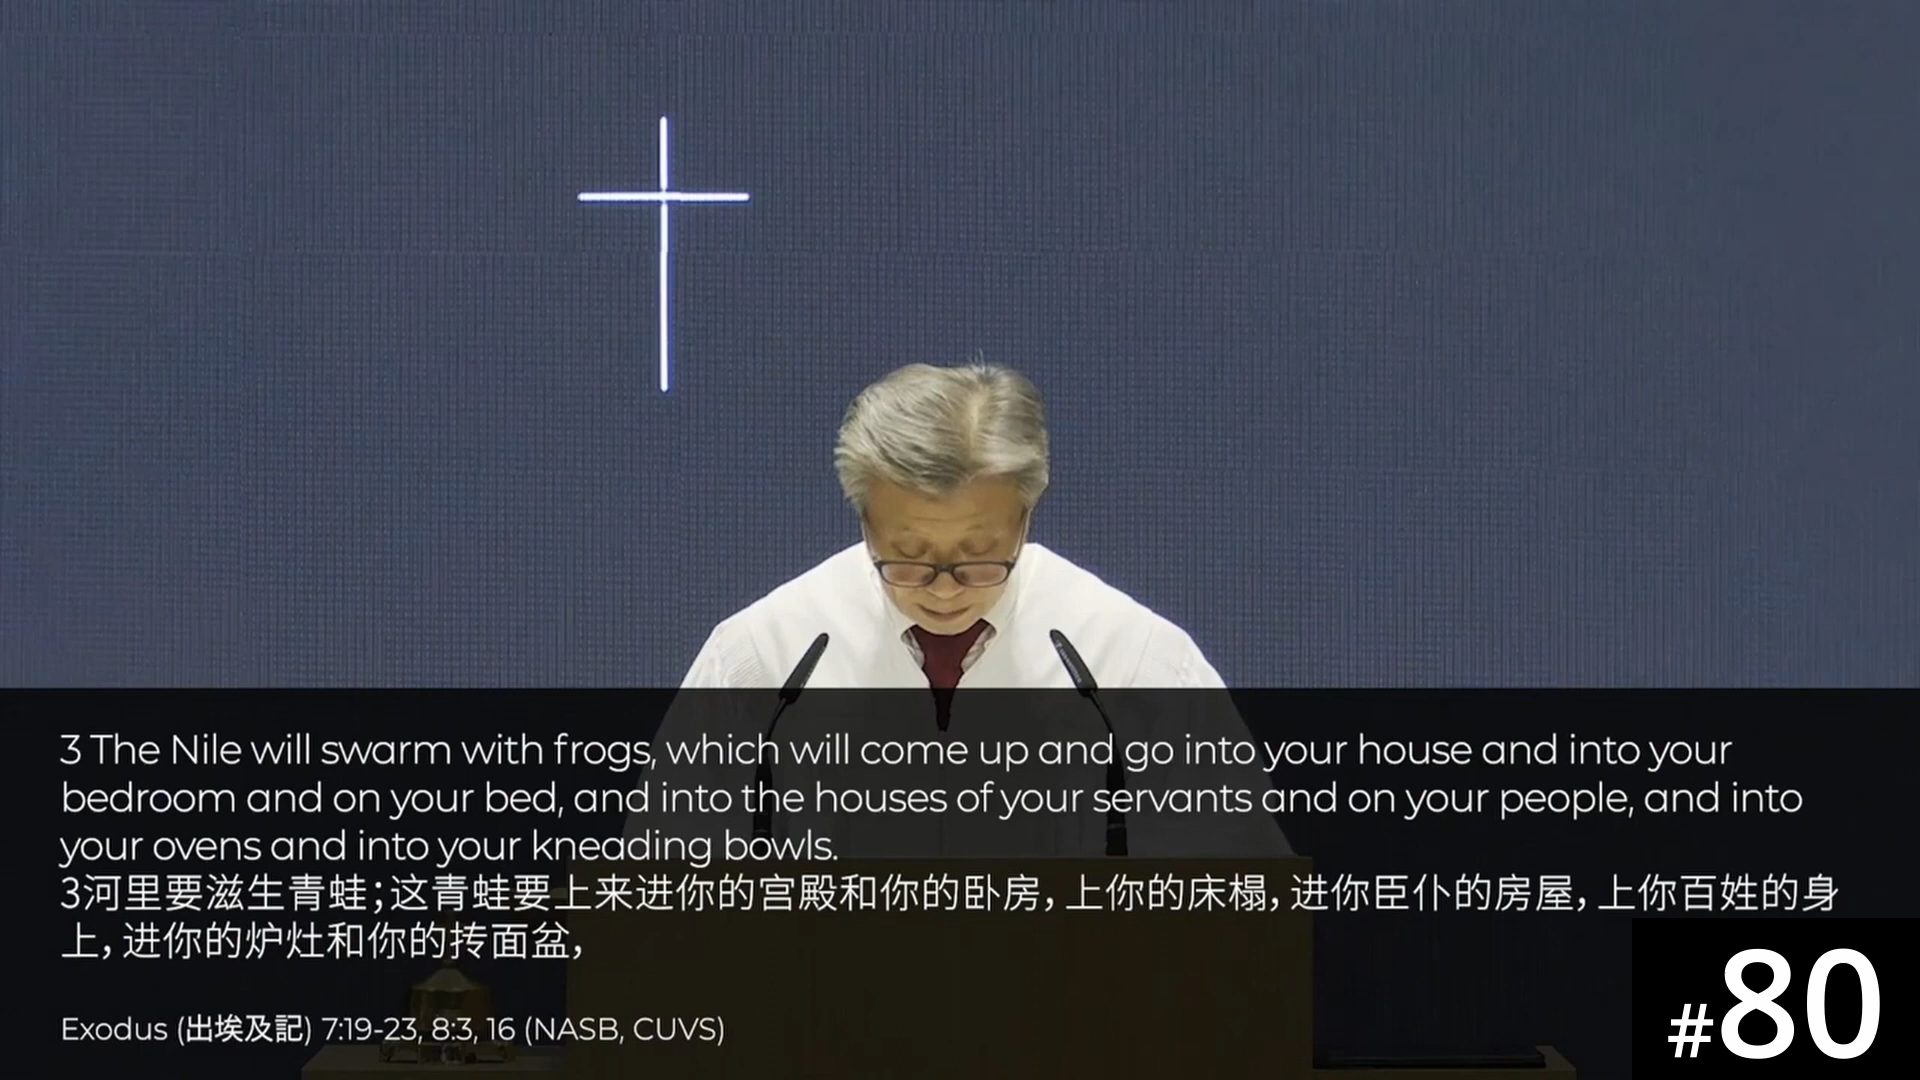 3 The Nile will swarm with frogs, which will come up and go into your house and into your
bedroom and on your bed, and into the houses of your servants and on your people, and into
your ovens and into your kneading bowls.
3河里要滋生青蛙；这青蛙要上来进你的宫殿和你的卧房，上你的床榻，进你臣仆的房屋，上你百姓的身
上，进你的炉灶和你的抟面盆，
Exodus (出埃及記) 7:19-23, 8:3, 16 (NASB, CUVS)
#80